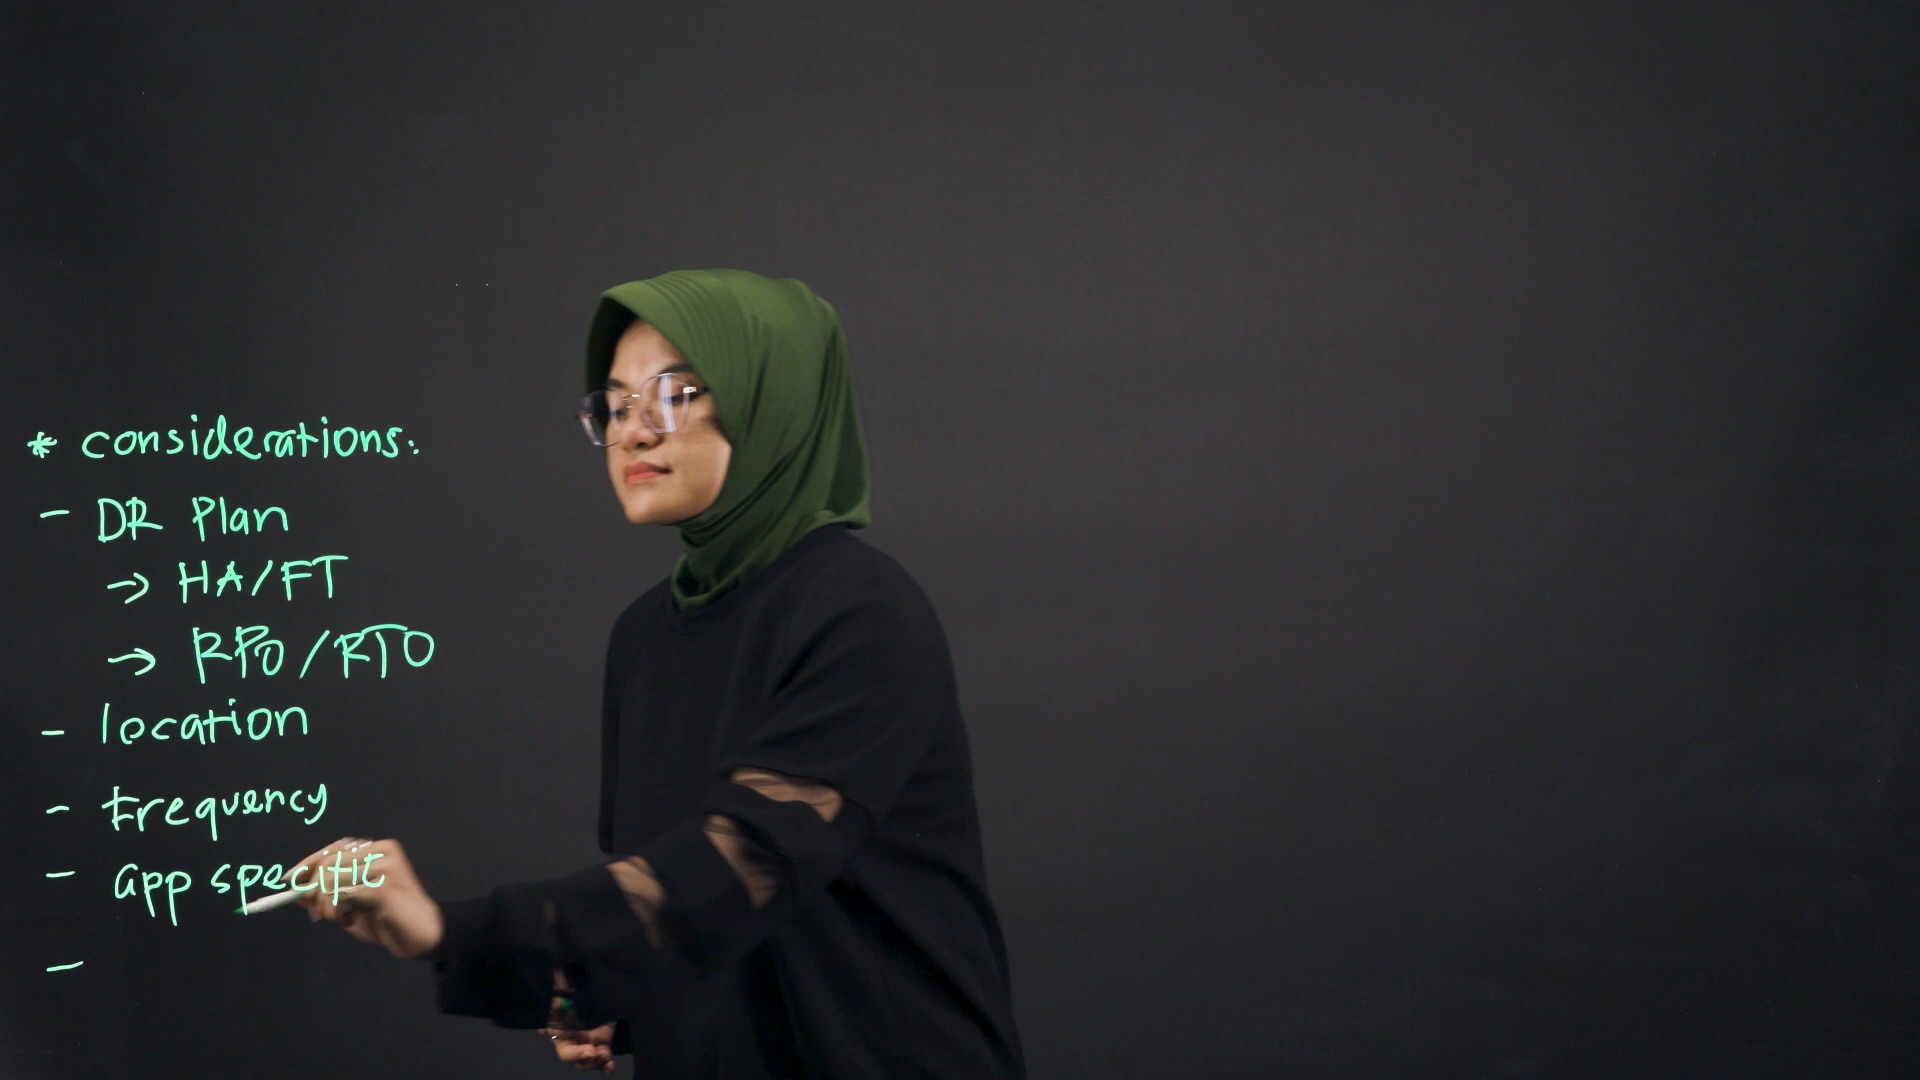 * considerations:
- DR Plan
→ HA/FT
→ RPO/RTO
- location
- frequency
- app specific
-